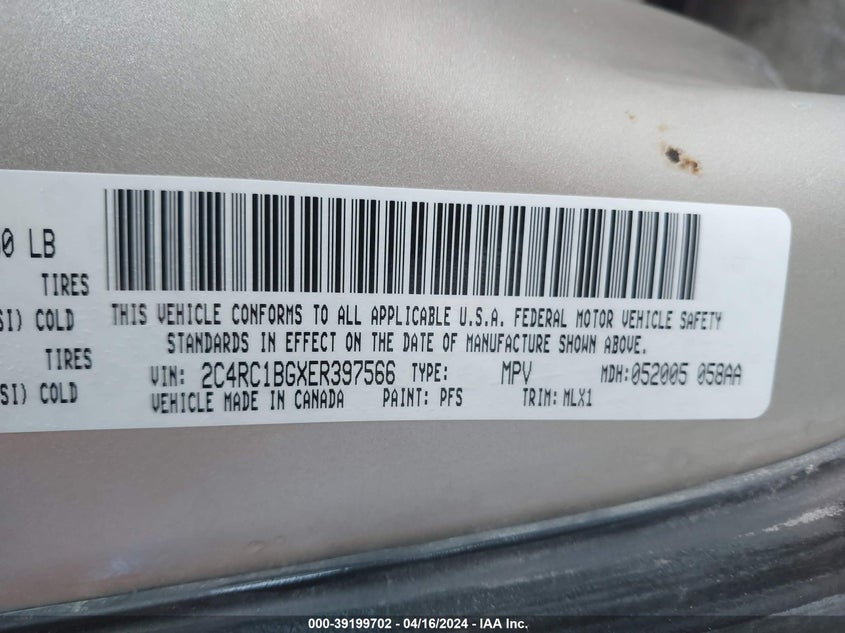 0 LB
TIRES
SI) COLD
TIRES
SI) COLD
THIS VEHICLE CONFORMS TO ALL APPLICABLE U.S.A. FEDERAL MOTOR VEHICLE SAFETY
STANDARDS IN EFFECT ON THE DATE OF MANUFACTURE SHOWN ABOVE.
VIN: 2C4RC1BGXER397566 TYPE: MPV MDH:052005 058AA
VEHICLE MADE IN CANADA PAINT: PFS TRIM: MLX1
000-39199702 - 04/16/2024 - IAA Inc.